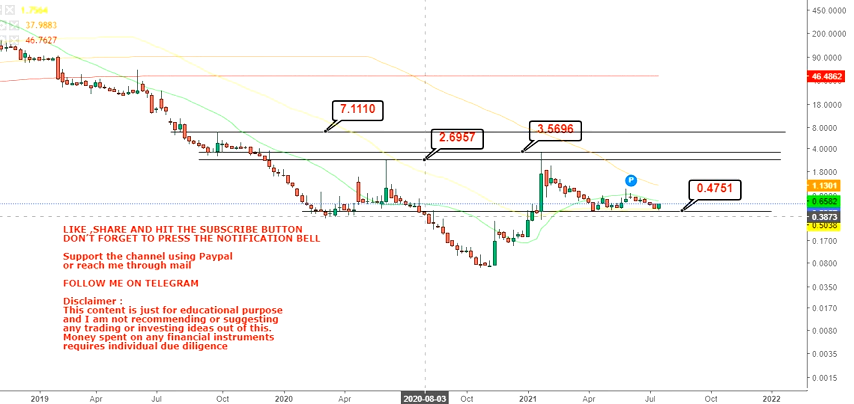 1.7564
37.9883
46.7627
7.1110
2.6957
3.5696
0.4751
P
LIKE ,SHARE AND HIT THE SUBSCRIBE BUTTON
DON'T FORGET TO PRESS THE NOTIFICATION BELL
Support the channel using Paypal
or reach me through mail
FOLLOW ME ON TELEGRAM
Disclaimer :
This content is just for educational purpose
and I am not recommending or suggesting
any trading or investing ideas out of this.
Money spent on any financial instruments
requires individual due diligence
450.0000
200.0000
90.0000
46.4862
18.0000
8.0000
4.0000
1.8000
1.1301
0.6582
0.3873
0.5038
0.1700
0.0800
0.0350
0.0170
0.0080
0.0035
0.0015
2019
Apr
Jul
Oct
2020
Apr
2020-08-03
Oct
2021
Apr
Jul
Oct
2022